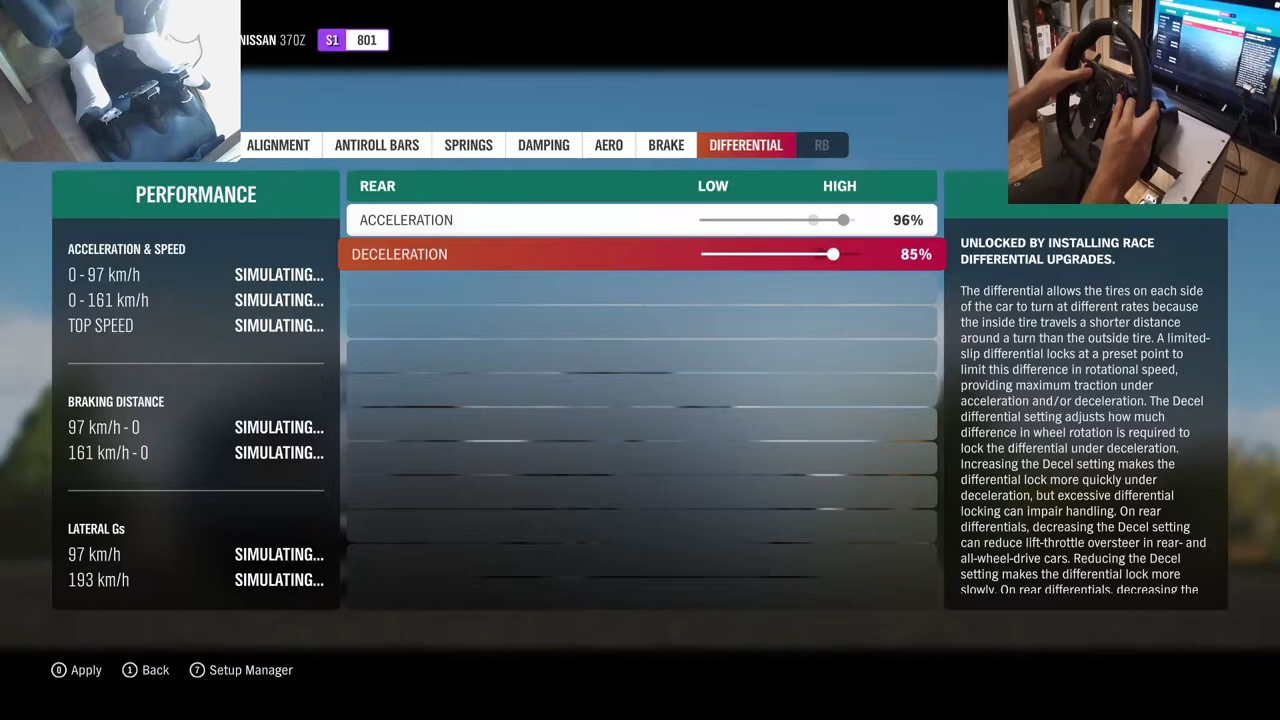 NISSAN 370Z S1 801
ALIGNMENT ANTIROLL BARS SPRINGS DAMPING AERO BRAKE DIFFERENTIAL RB
PERFORMANCE
ACCELERATION & SPEED
0 - 97 km/h SIMULATING...
0 - 161 km/h SIMULATING...
TOP SPEED SIMULATING...
BRAKING DISTANCE
97 km/h - 0 SIMULATING...
161 km/h - 0 SIMULATING...
LATERAL Gs
97 km/h SIMULATING...
193 km/h SIMULATING...
REAR LOW HIGH
ACCELERATION 96%
DECELERATION 85%
UNLOCKED BY INSTALLING RACE
DIFFERENTIAL UPGRADES.
The differential allows the tires on each side
of the car to turn at different rates because
the inside tire travels a shorter distance
around a turn than the outside tire. A limited-
slip differential locks at a preset point to
limit this difference in rotational speed,
providing maximum traction under
acceleration and/or deceleration. The Decel
differential setting adjusts how much
difference in wheel rotation is required to
lock the differential under deceleration.
Increasing the Decel setting makes the
differential lock more quickly under
deceleration, but excessive differential
locking can impair handling. On rear
differentials, decreasing the Decel setting
can reduce lift-throttle oversteer in rear- and
all-wheel-drive cars. Reducing the Decel
setting makes the differential lock more
slowly. On rear differentials, decreasing the
0 Apply 1 Back 7 Setup Manager